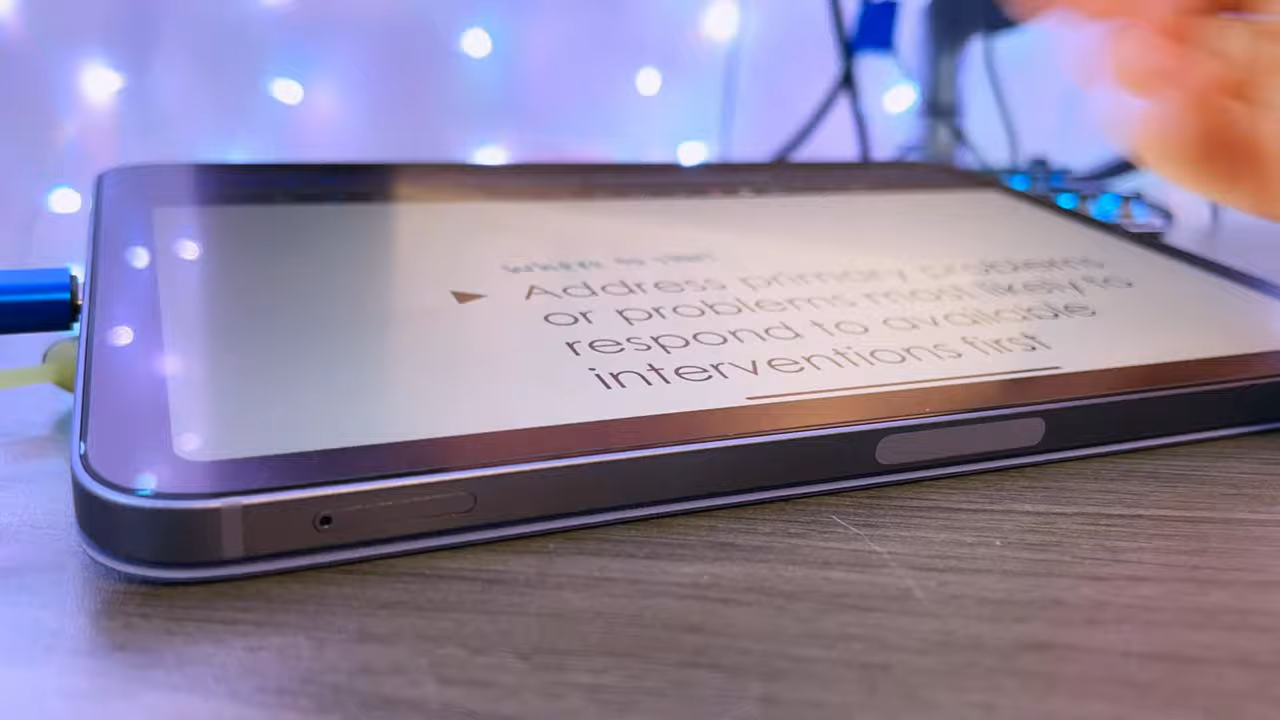 Address primary problems
or problems most likely to
respond to available
interventions first